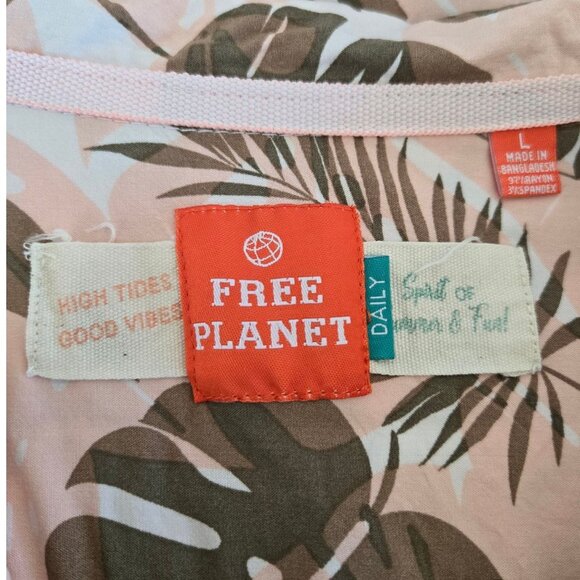 L
MADE IN
BANGLADESH
97%RAYON
3%SPANDEX
HIGH TIDES
GOOD VIBES
FREE
PLANET
DAILY
Spirit OF
ummer & Fun!